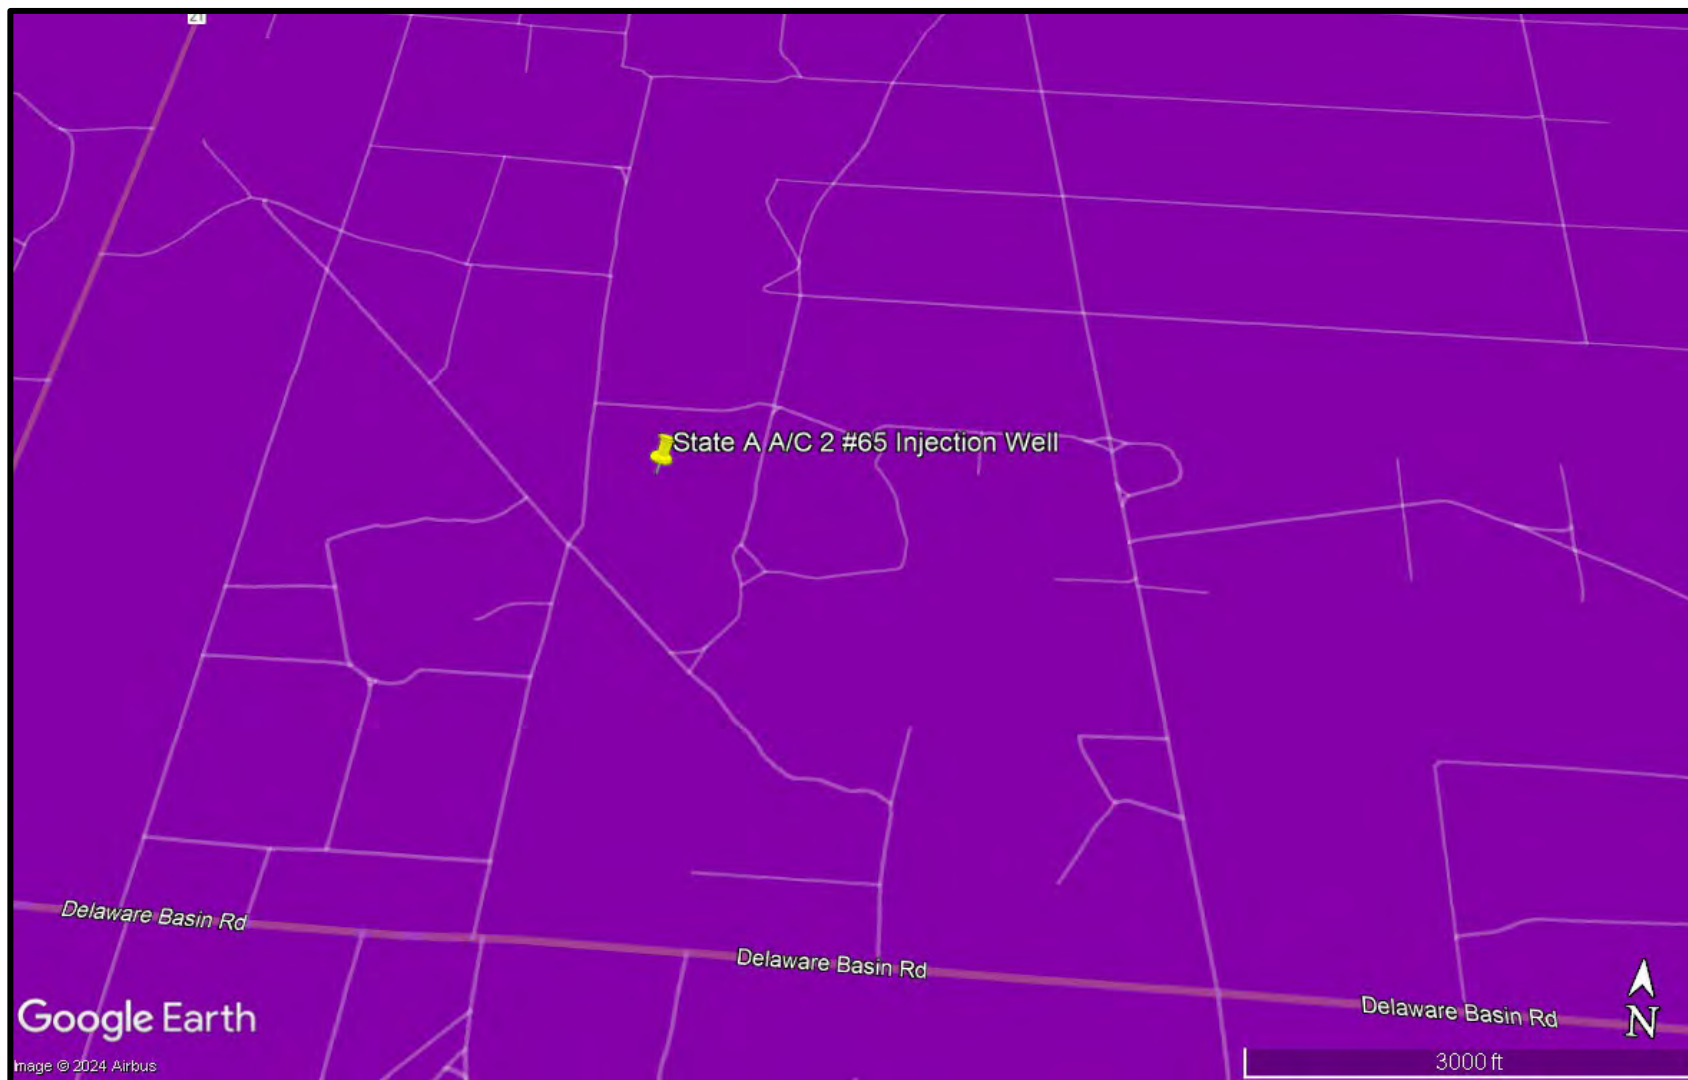 21
State A A/C 2 #65 Injection Well
Delaware Basin Rd
Delaware Basin Rd
Delaware Basin Rd
N
Google Earth
3000 ft
Image © 2024 Airbus